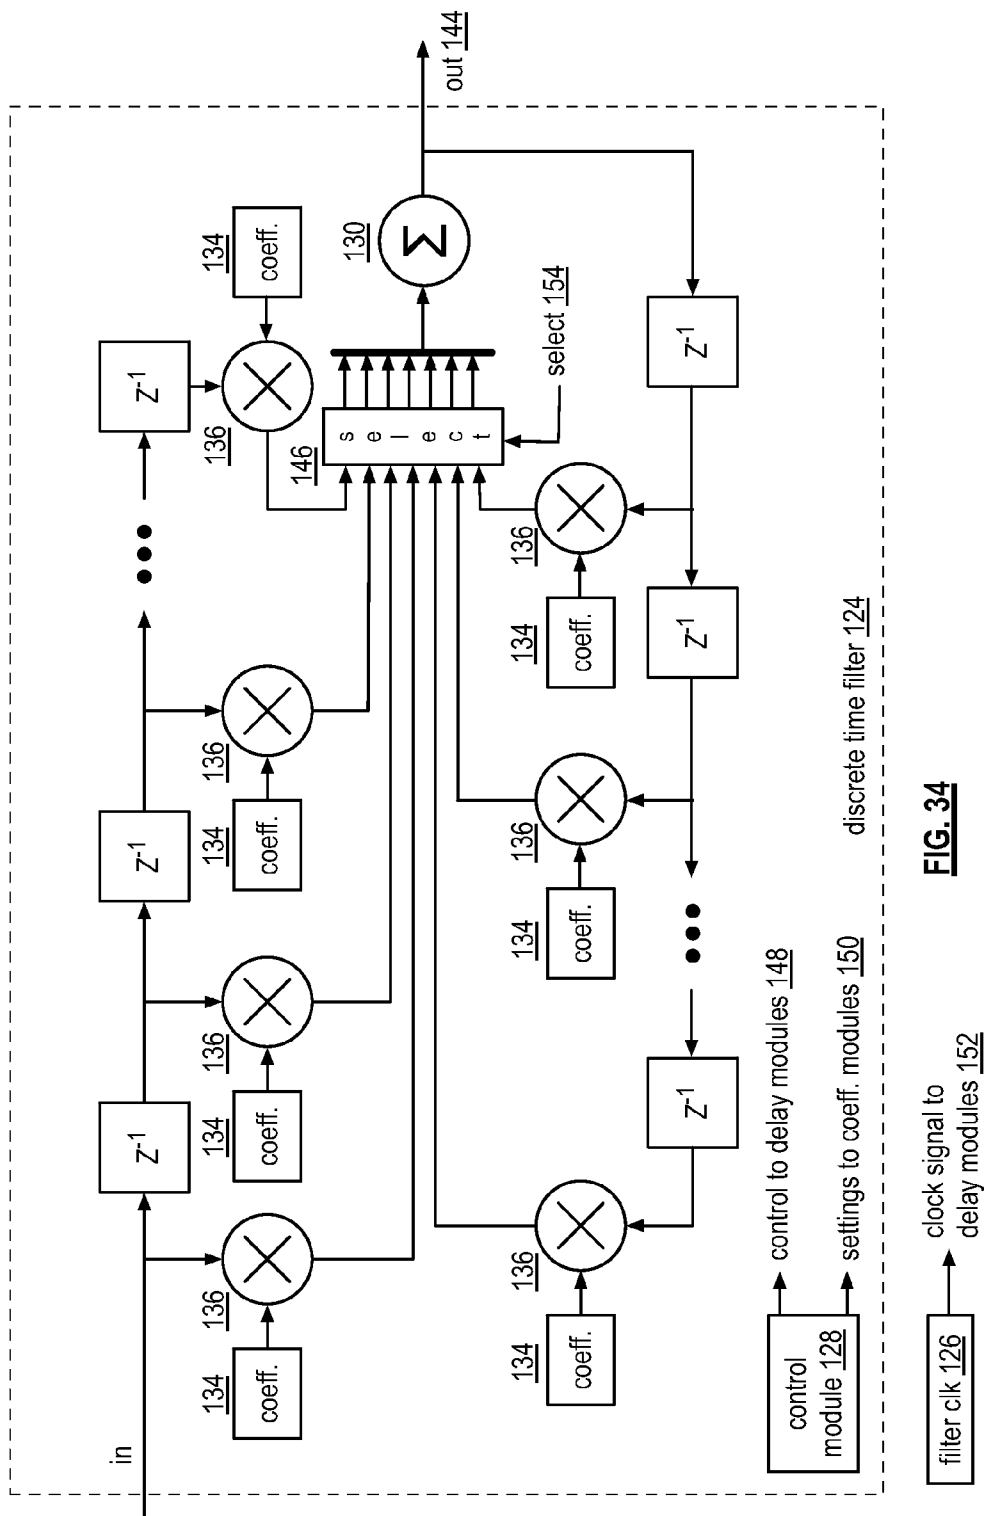 in
Z⁻¹
Z⁻¹
Z⁻¹
134
136
134
136
134
136
136
134
coeff.
coeff.
coeff.
coeff.
146
select
130
Σ
out 144
select 154
134
136
134
136
134
136
coeff.
coeff.
coeff.
Z⁻¹
Z⁻¹
Z⁻¹
control
module 128
control to delay modules 148
settings to coeff. modules 150
discrete time filter 124
filter clk 126
clock signal to
delay modules 152
FIG. 34